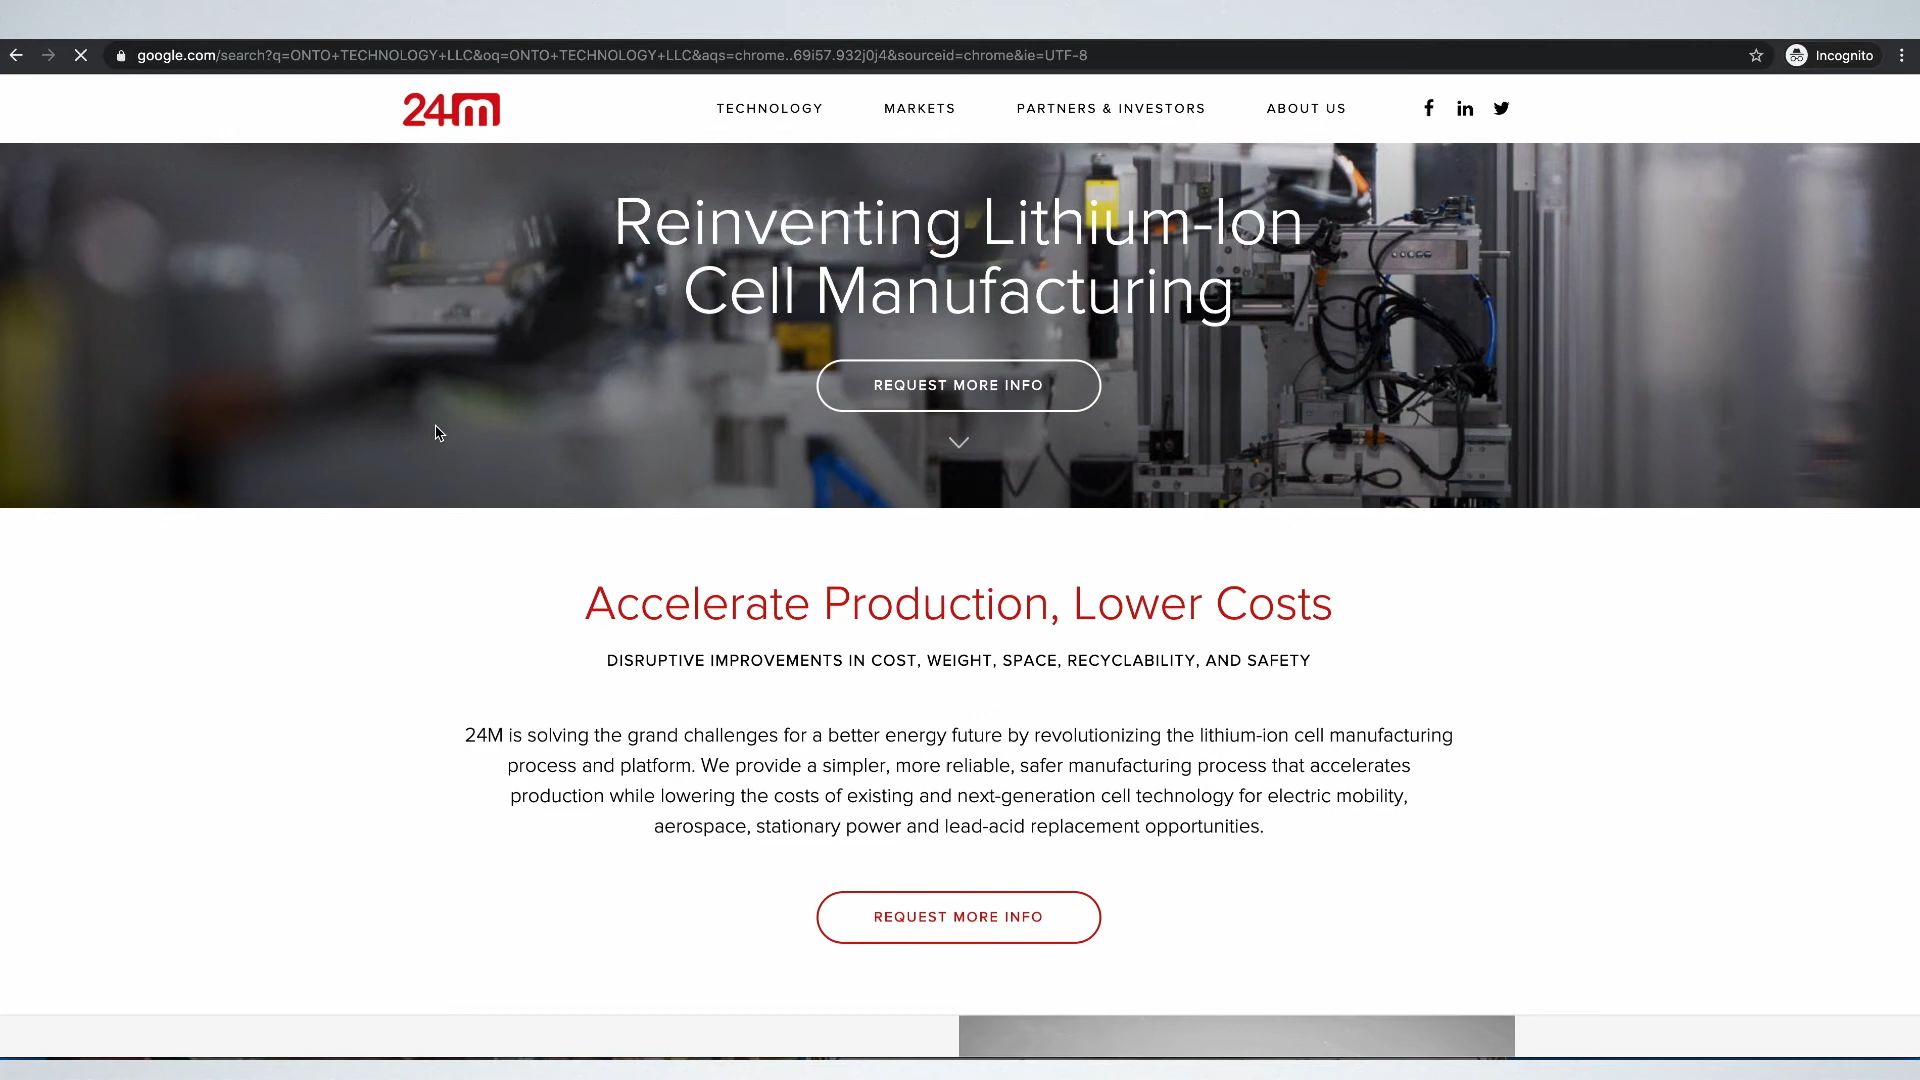 google.com/search?q=ONTO+TECHNOLOGY+LLC&oq=ONTO+TECHNOLOGY+LLC&aqs=chrome..69i57.932j0j4&sourceid=chrome&ie=UTF-8
Incognito
24m
TECHNOLOGY
MARKETS
PARTNERS & INVESTORS
ABOUT US
Reinventing Lithium-Ion
Cell Manufacturing
REQUEST MORE INFO
Accelerate Production, Lower Costs
DISRUPTIVE IMPROVEMENTS IN COST, WEIGHT, SPACE, RECYCLABILITY, AND SAFETY
24M is solving the grand challenges for a better energy future by revolutionizing the lithium-ion cell manufacturing
process and platform. We provide a simpler, more reliable, safer manufacturing process that accelerates
production while lowering the costs of existing and next-generation cell technology for electric mobility,
aerospace, stationary power and lead-acid replacement opportunities.
REQUEST MORE INFO